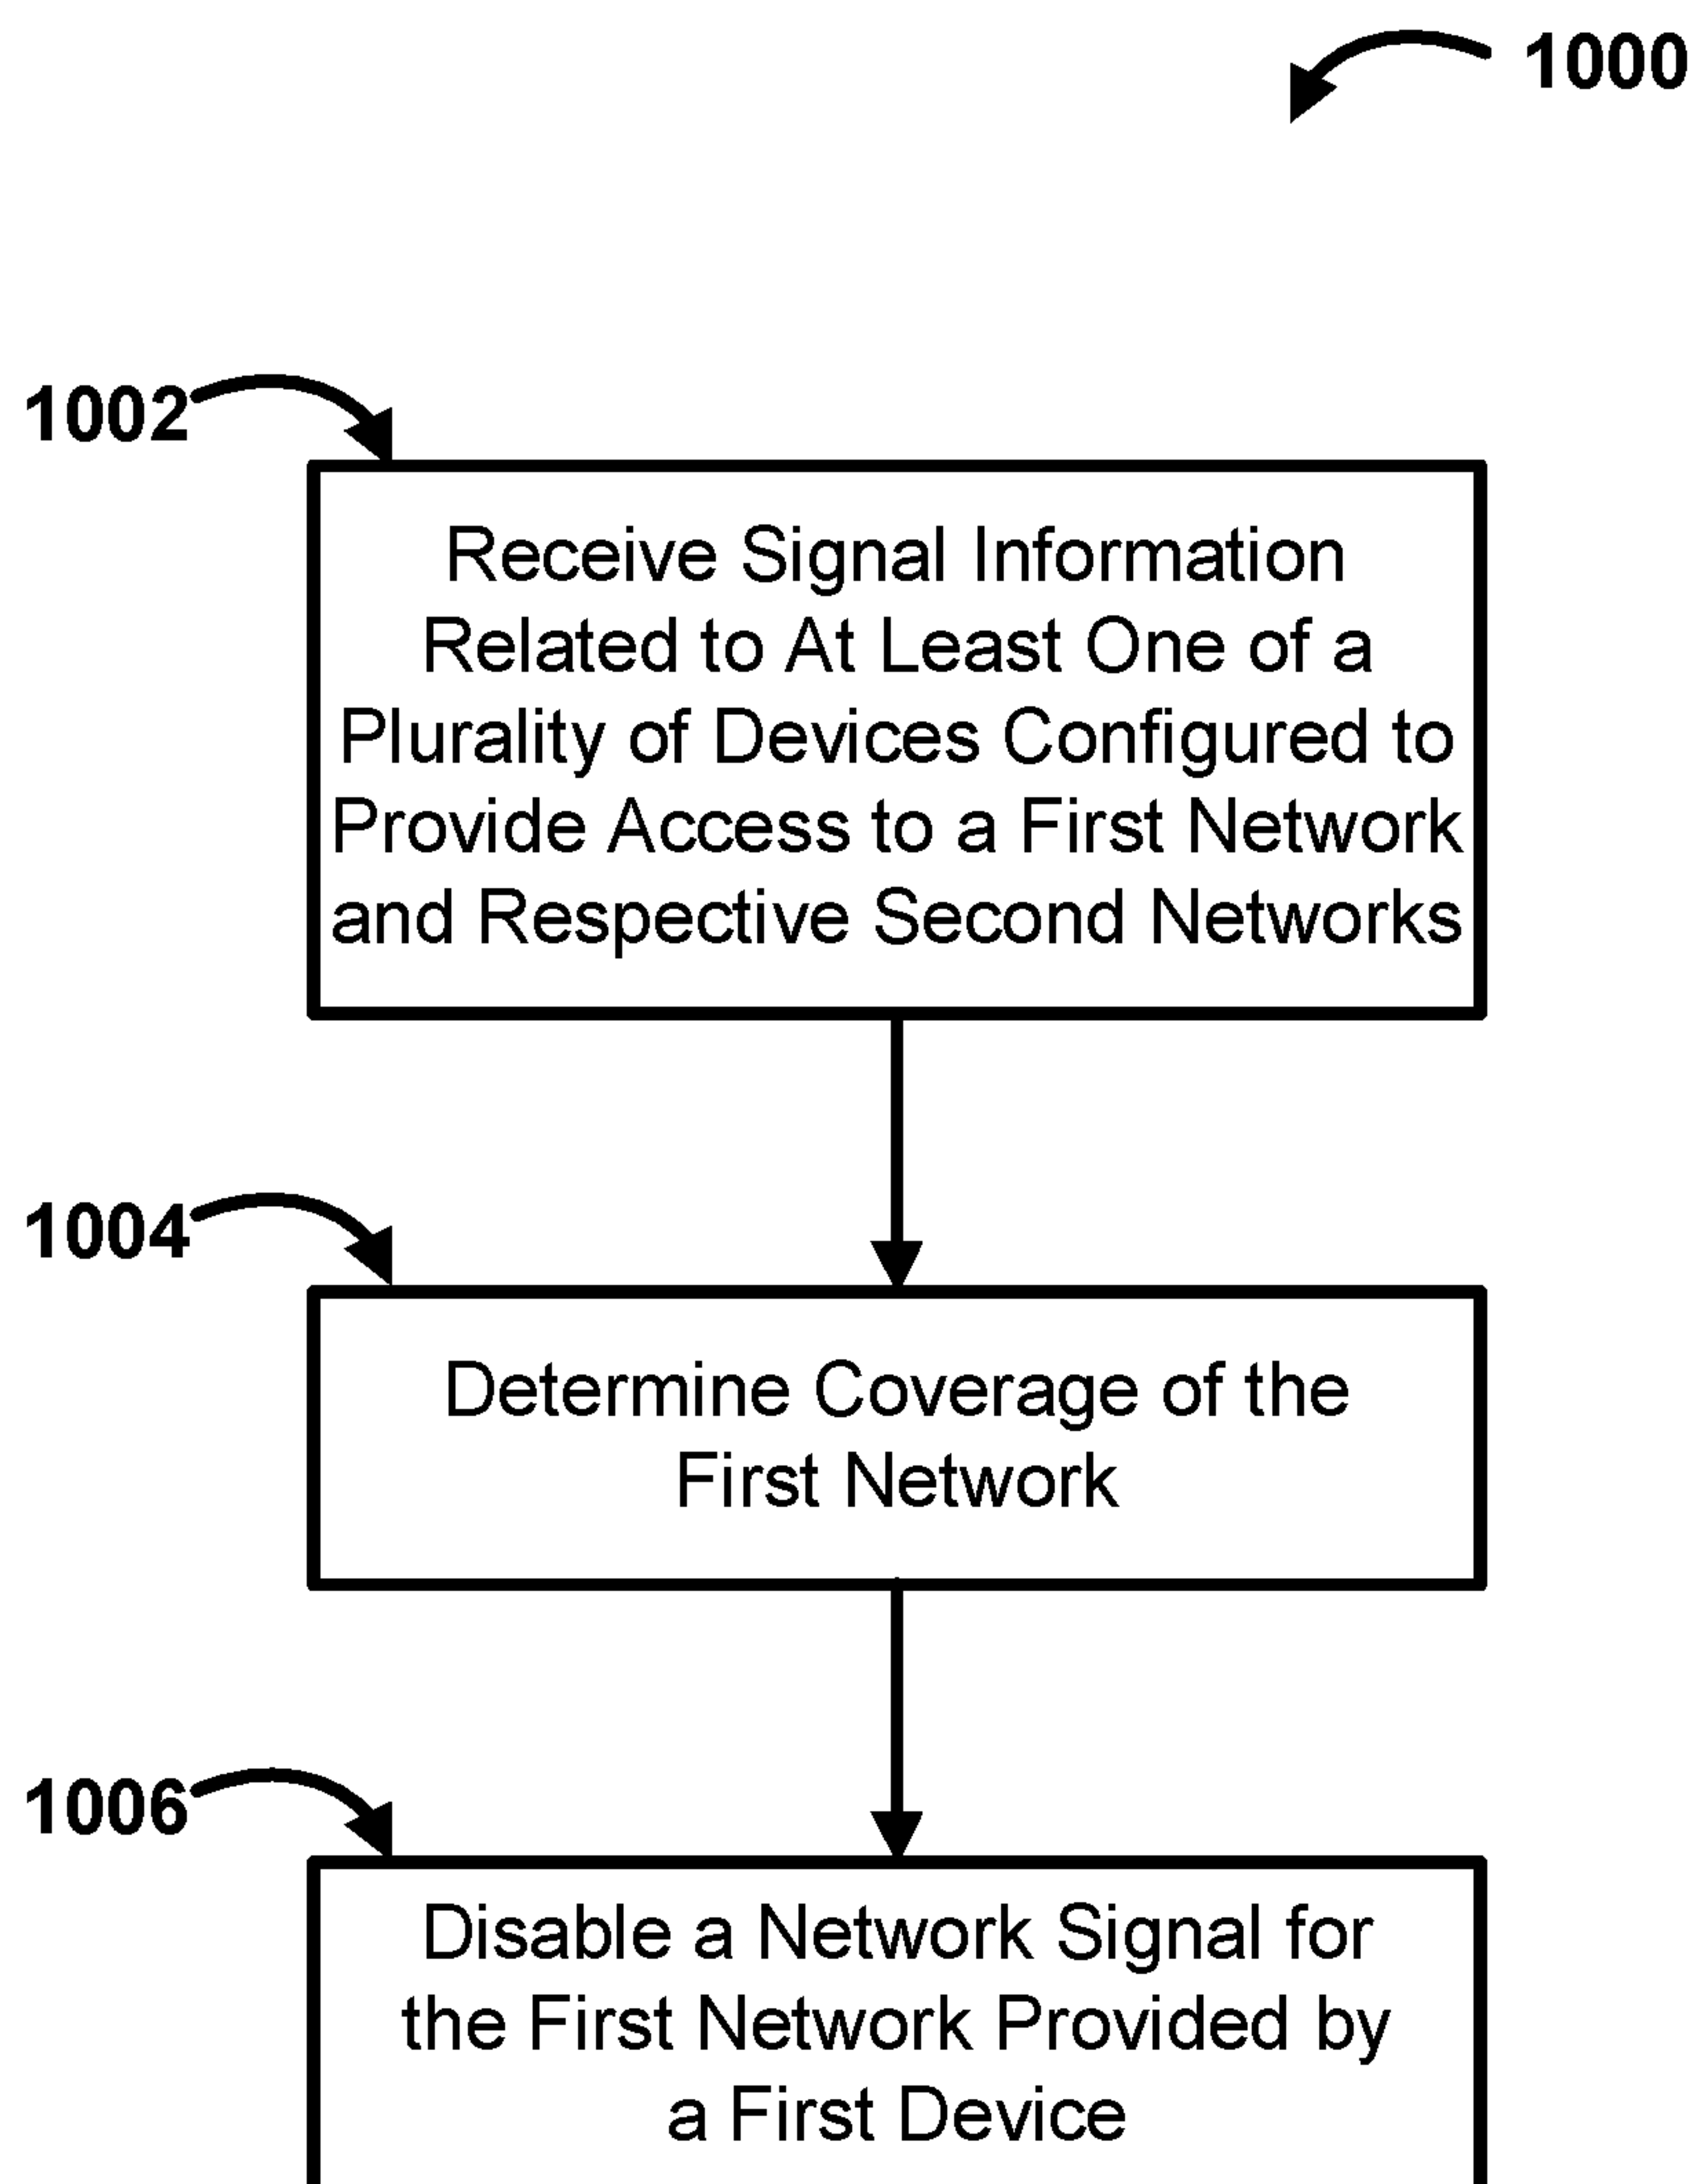 1000
1002
Receive Signal Information
Related to At Least One of a
Plurality of Devices Configured to
Provide Access to a First Network
and Respective Second Networks
1004
Determine Coverage of the
First Network
1006
Disable a Network Signal for
the First Network Provided by
a First Device